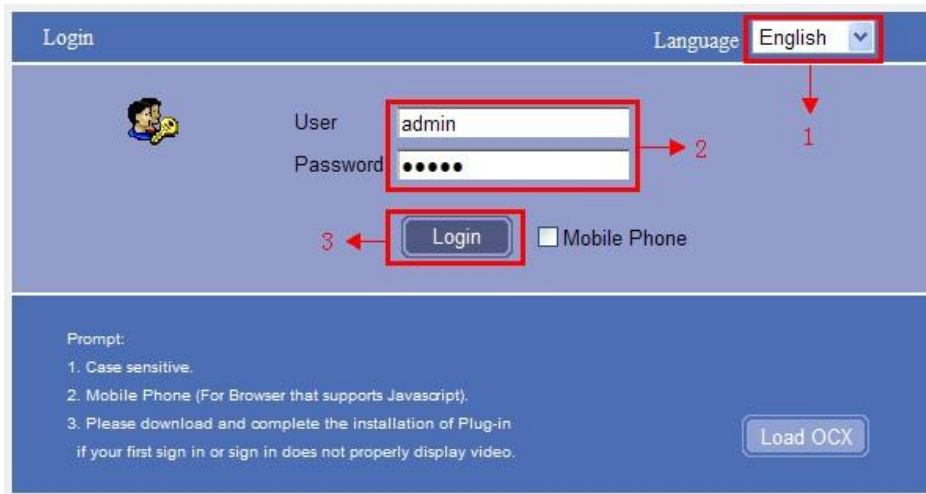 Login
Language English
1
User admin
2
Password •••••
3 Login Mobile Phone
Prompt:
1. Case sensitive.
2. Mobile Phone (For Browser that supports Javascript).
3. Please download and complete the installation of Plug-in
if your first sign in or sign in does not properly display video.
Load OCX